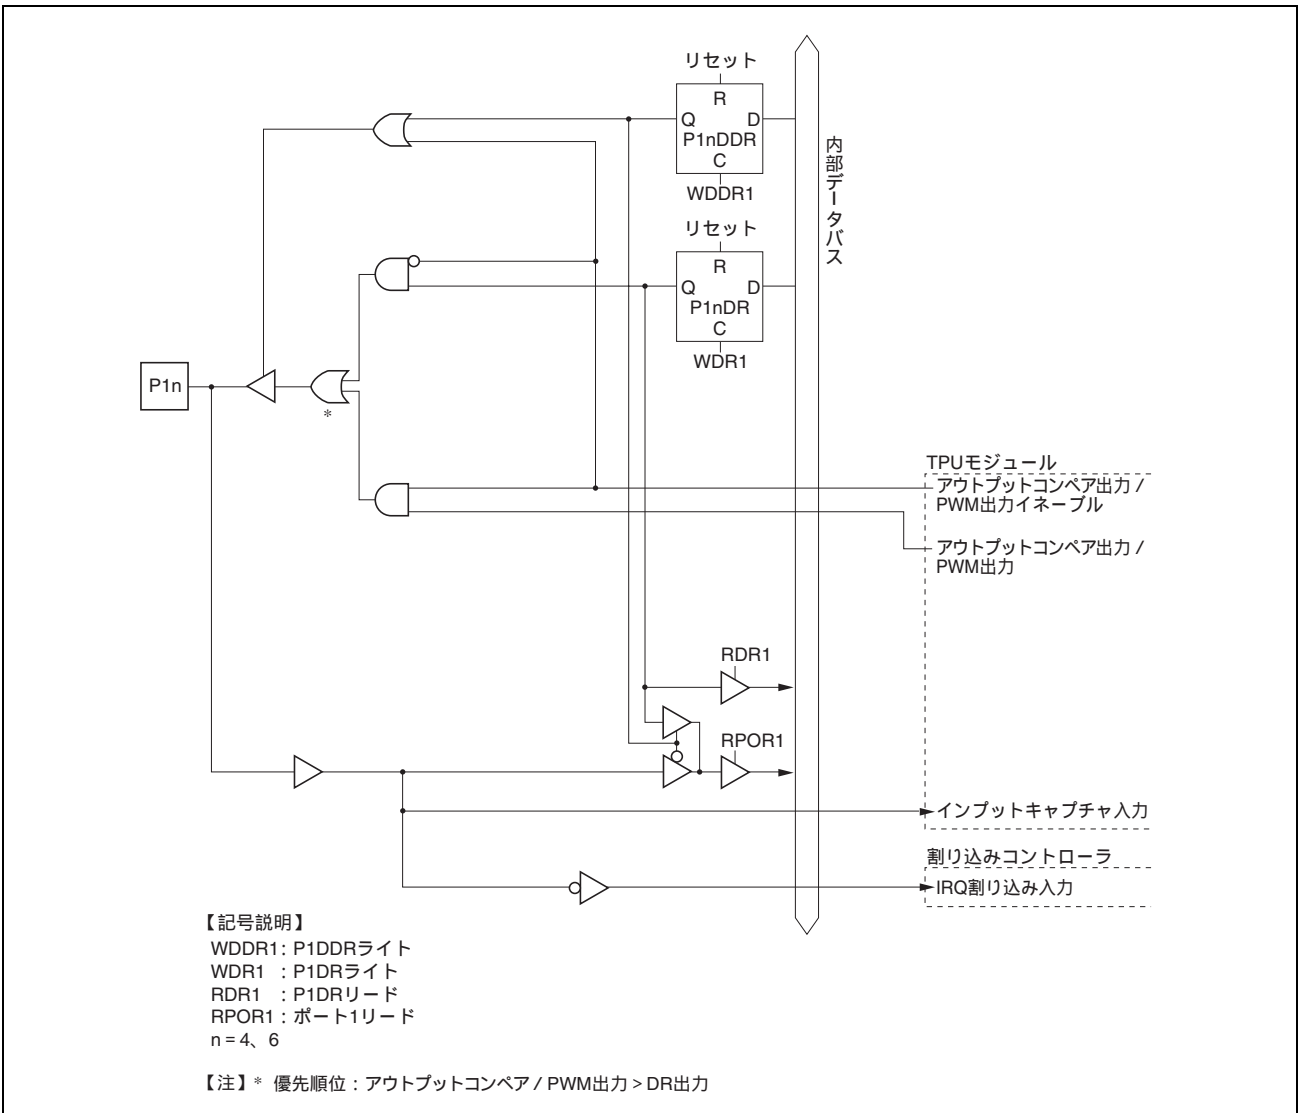 リセット
R
Q D
P1nDDR
C
WDDR1
内部データバス
リセット
R
Q D
P1nDR
C
WDR1
P1n
*
TPUモジュール
アウトプットコンペア出力 /
PWM出力イネーブル
アウトプットコンペア出力 /
PWM出力
RDR1
RPOR1
インプットキャプチャ入力
割り込みコントローラ
IRQ割り込み入力
【記号説明】
WDDR1 : P1DDRライト
WDR1 : P1DRライト
RDR1 : P1DRリード
RPOR1 : ポート1リード
n = 4、6
【注】* 優先順位 : アウトプットコンペア / PWM出力 > DR出力